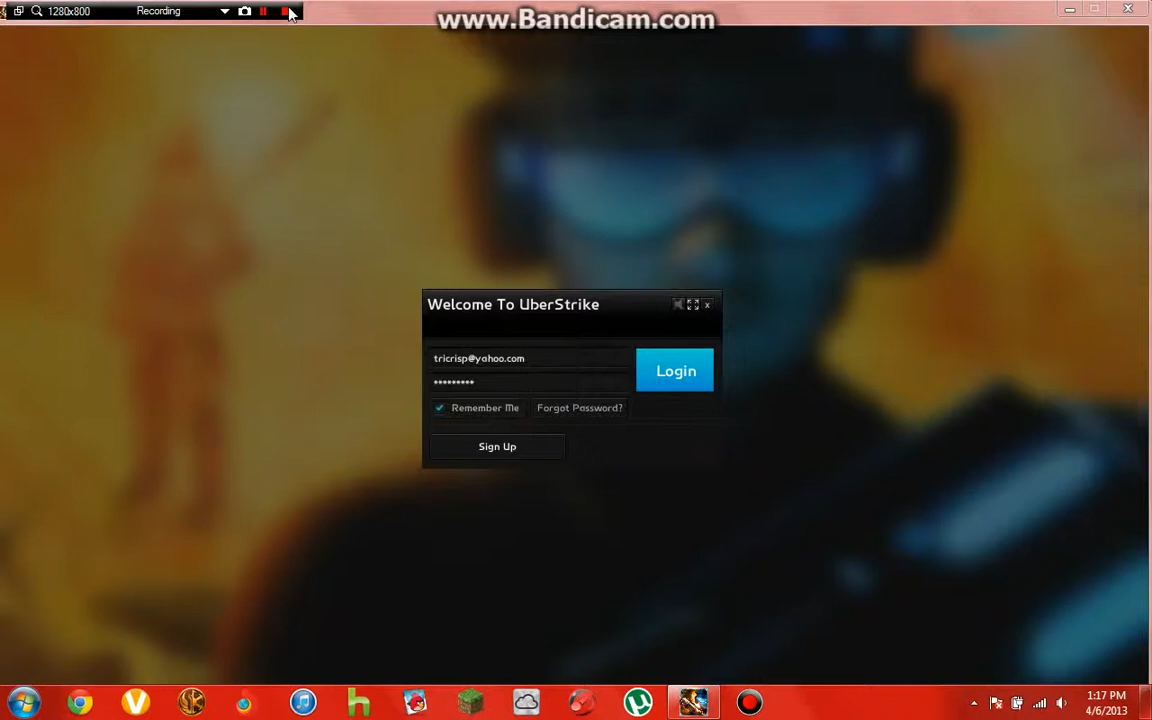 1280x800 Recording
www.Bandicam.com
Welcome To UberStrike
x
tricrisp@yahoo.com
Login
*********
Remember Me Forgot Password?
Sign Up
1:17 PM
4/6/2013